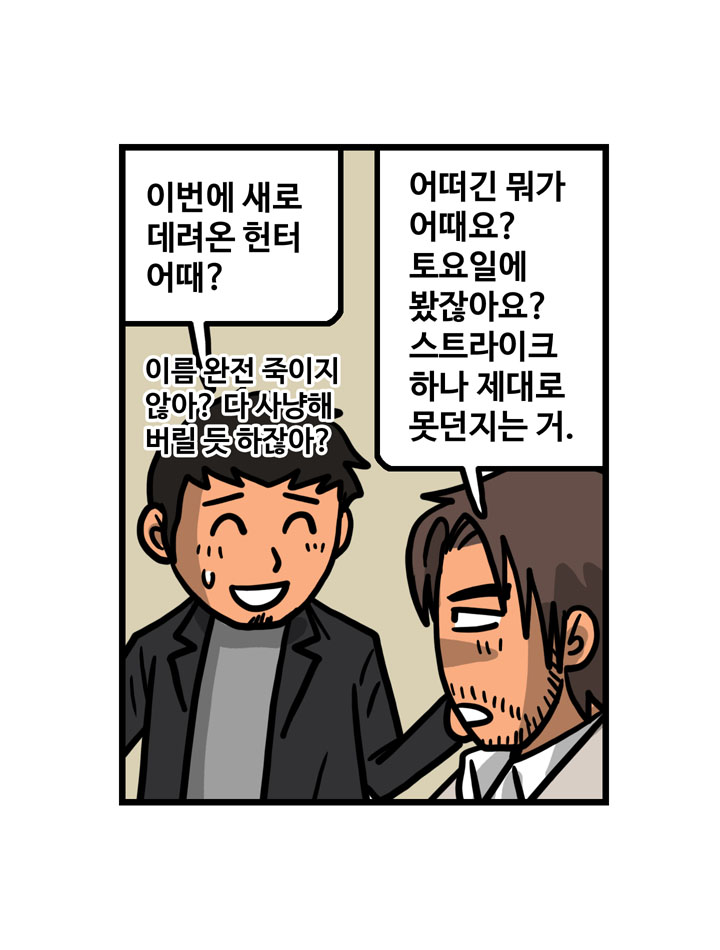 이번에 새로
데려온 헌터
어때?
이름 완전 죽이지
않아? 다 사냥해
버릴 듯 하잖아?
어떠긴 뭐가
어때요?
토요일에
봤잖아요?
스트라이크
하나 제대로
못던지는 거.